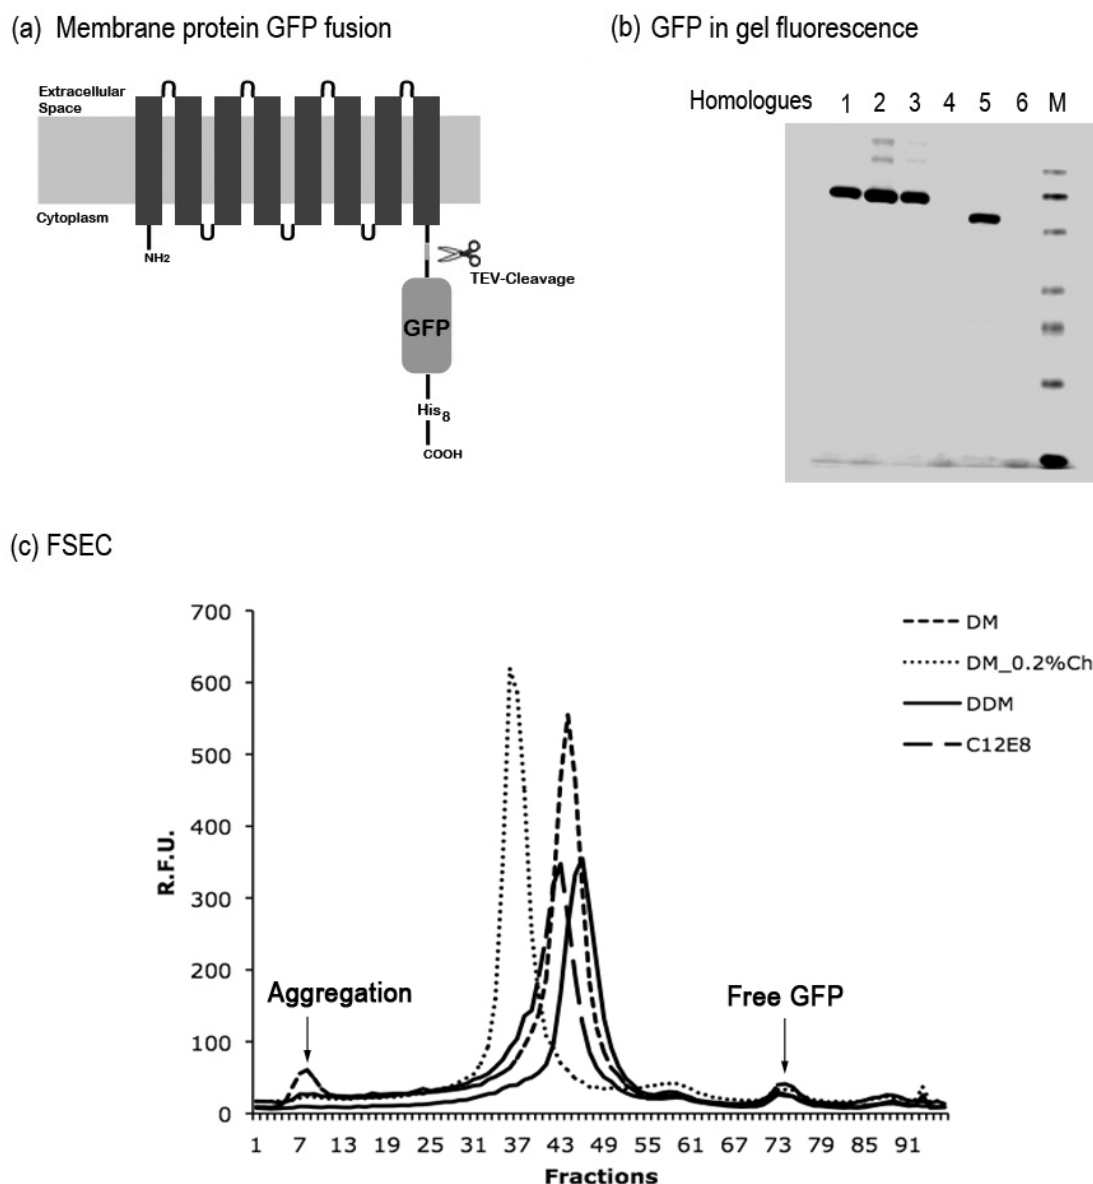 (a) Membrane protein GFP fusion
Extracellular
Space
Cytoplasm
NH2
TEV-Cleavage
GFP
His8
COOH
(b) GFP in gel fluorescence
Homologues 1 2 3 4 5 6 M
(c) FSEC
700
600
500
400
300
200
100
0
R.F.U.
Aggregation
Free GFP
DM
DM_0.2%Ch
DDM
C12E8
1 7 13 19 25 31 37 43 49 55 61 67 73 79 85 91
Fractions